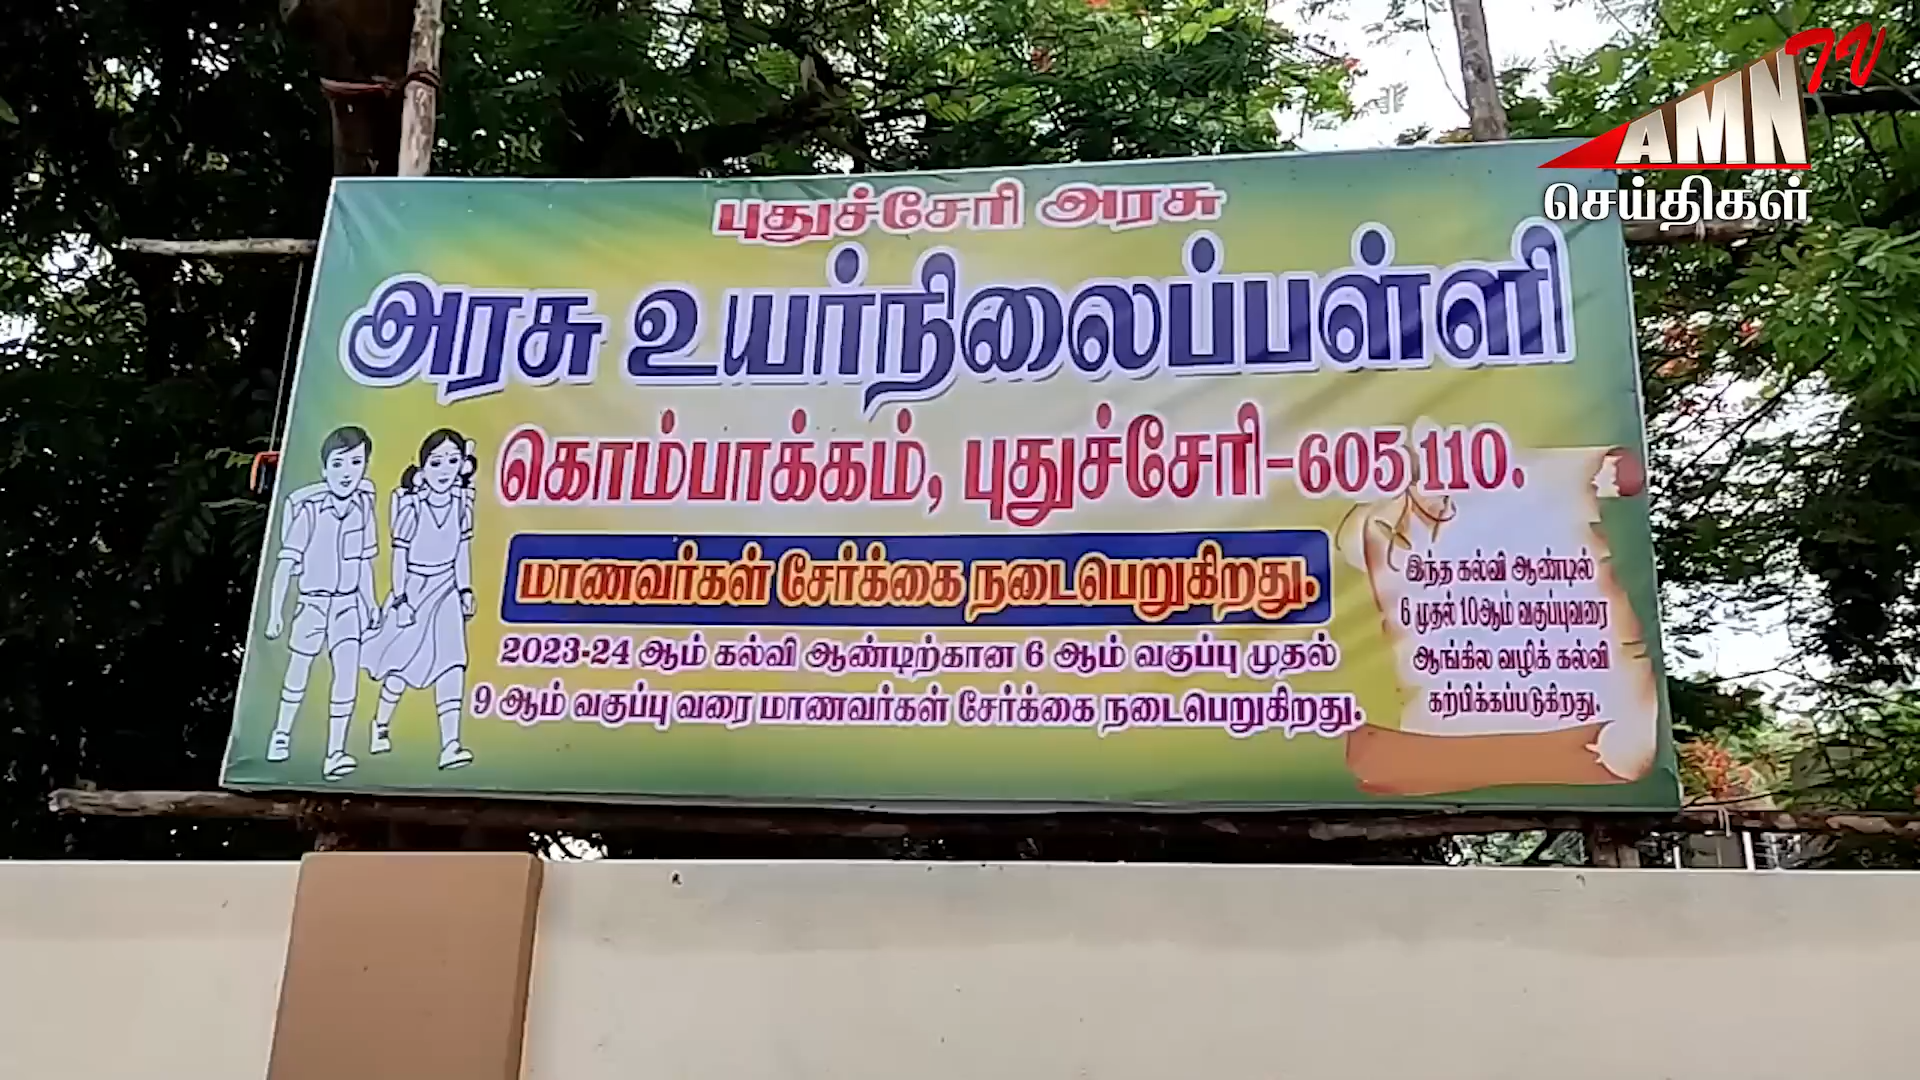 AMN TV
செய்திகள்
புதுச்சேரி அரசு
அரசு உயர்நிலைப்பள்ளி
கொம்பாக்கம், புதுச்சேரி-605 110.
மாணவர்கள் சேர்க்கை நடைபெறுகிறது.
2023-24 ஆம் கல்வி ஆண்டிற்கான 6 ஆம் வகுப்பு முதல்
9 ஆம் வகுப்பு வரை மாணவர்கள் சேர்க்கை நடைபெறுகிறது.
இந்த கல்வி ஆண்டில்
6 முதல் 10ஆம் வகுப்புவரை
ஆங்கில வழிக் கல்வி
கற்பிக்கப்படுகிறது.